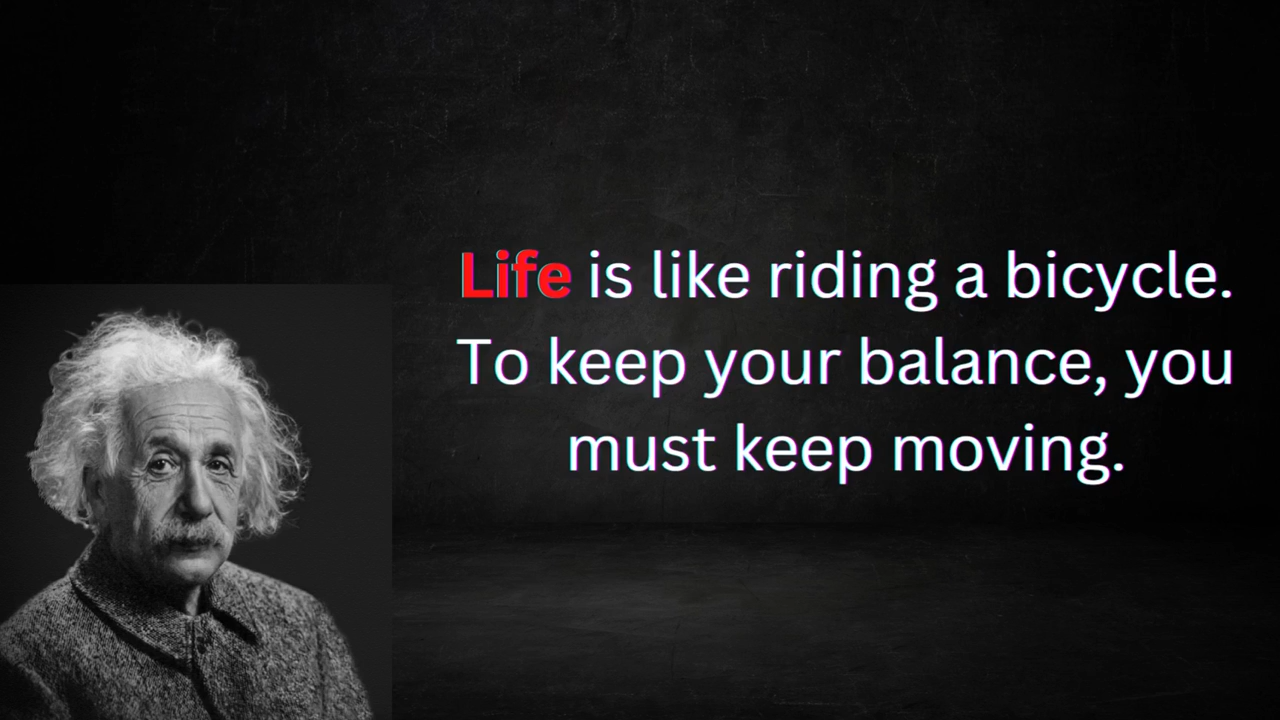 Life is like riding a bicycle.
To keep your balance, you
must keep moving.